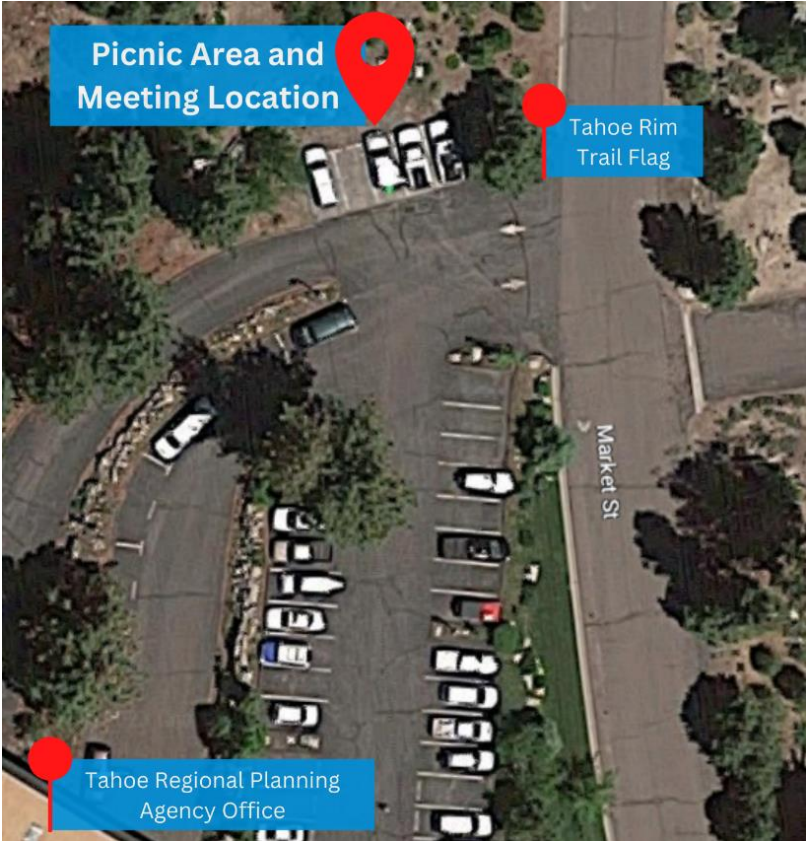 Picnic Area and
Meeting Location
Tahoe Rim
Trail Flag
Market St
Tahoe Regional Planning
Agency Office